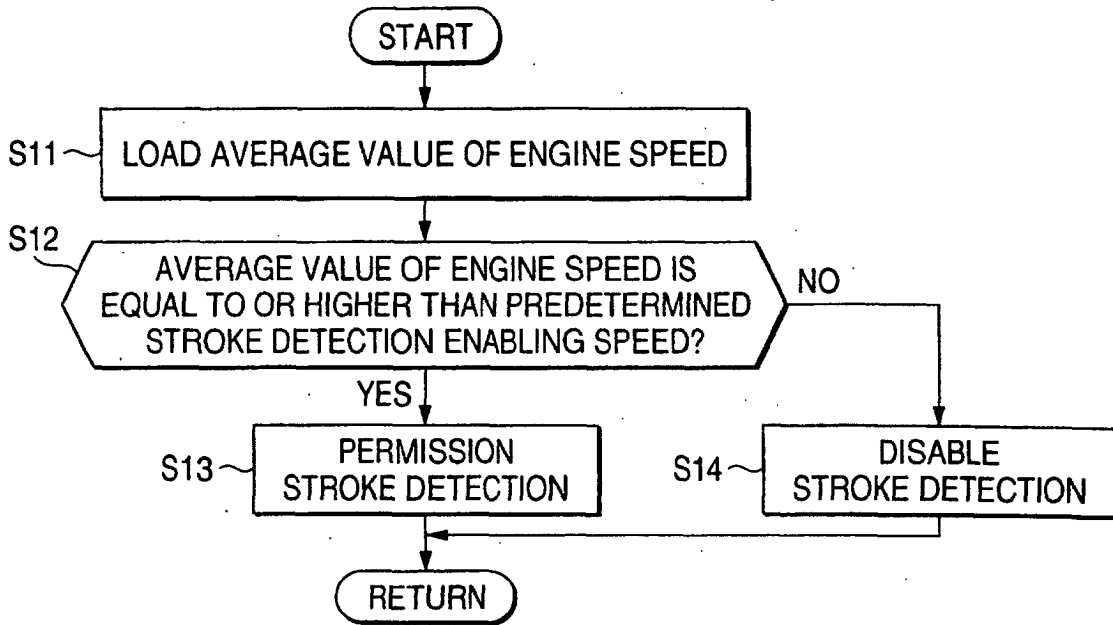 START
S11
LOAD AVERAGE VALUE OF ENGINE SPEED
S12
AVERAGE VALUE OF ENGINE SPEED IS
EQUAL TO OR HIGHER THAN PREDETERMINED
STROKE DETECTION ENABLING SPEED?
NO
YES
S13
PERMISSION
STROKE DETECTION
S14
DISABLE
STROKE DETECTION
RETURN